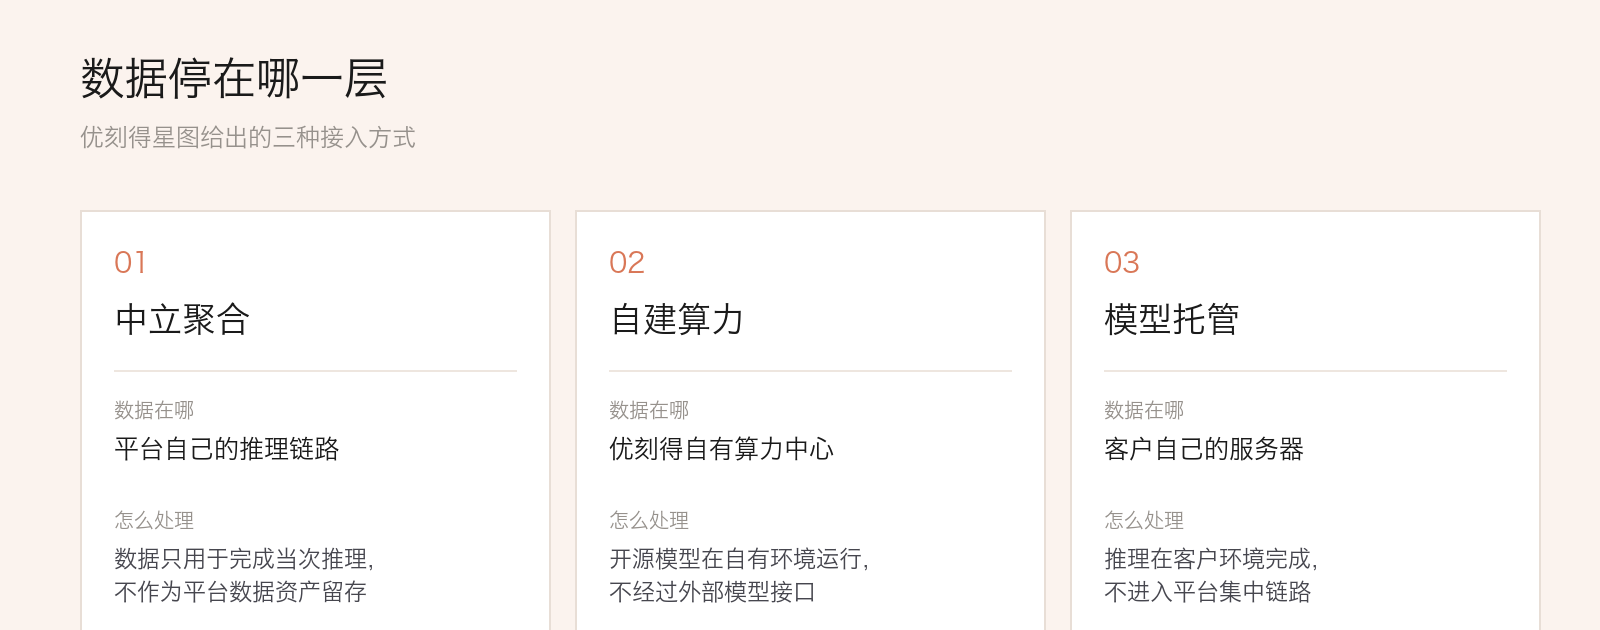 数据停在哪一层
优刻得星图给出的三种接入方式
01
中立聚合
数据在哪
平台自己的推理链路
怎么处理
数据只用于完成当次推理,
不作为平台数据资产留存
02
自建算力
数据在哪
优刻得自有算力中心
怎么处理
开源模型在自有环境运行,
不经过外部模型接口
03
模型托管
数据在哪
客户自己的服务器
怎么处理
推理在客户环境完成,
不进入平台集中链路